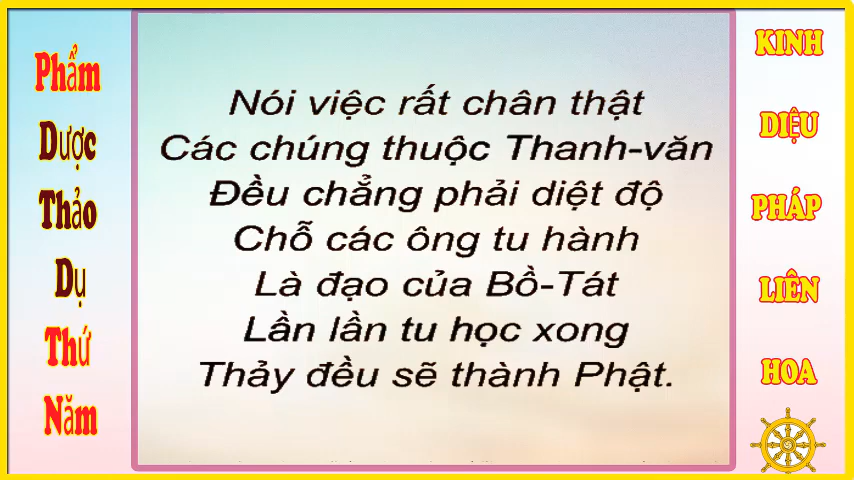 Phẩm
Dược
Thảo
Dụ
Thứ
Năm
Nói việc rất chân thật
Các chúng thuộc Thanh-văn
Đều chẳng phải diệt độ
Chỗ các ông tu hành
Là đạo của Bồ-Tát
Lần lần tu học xong
Thảy đều sẽ thành Phật.
KINH
DIỆU
PHÁP
LIÊN
HOA